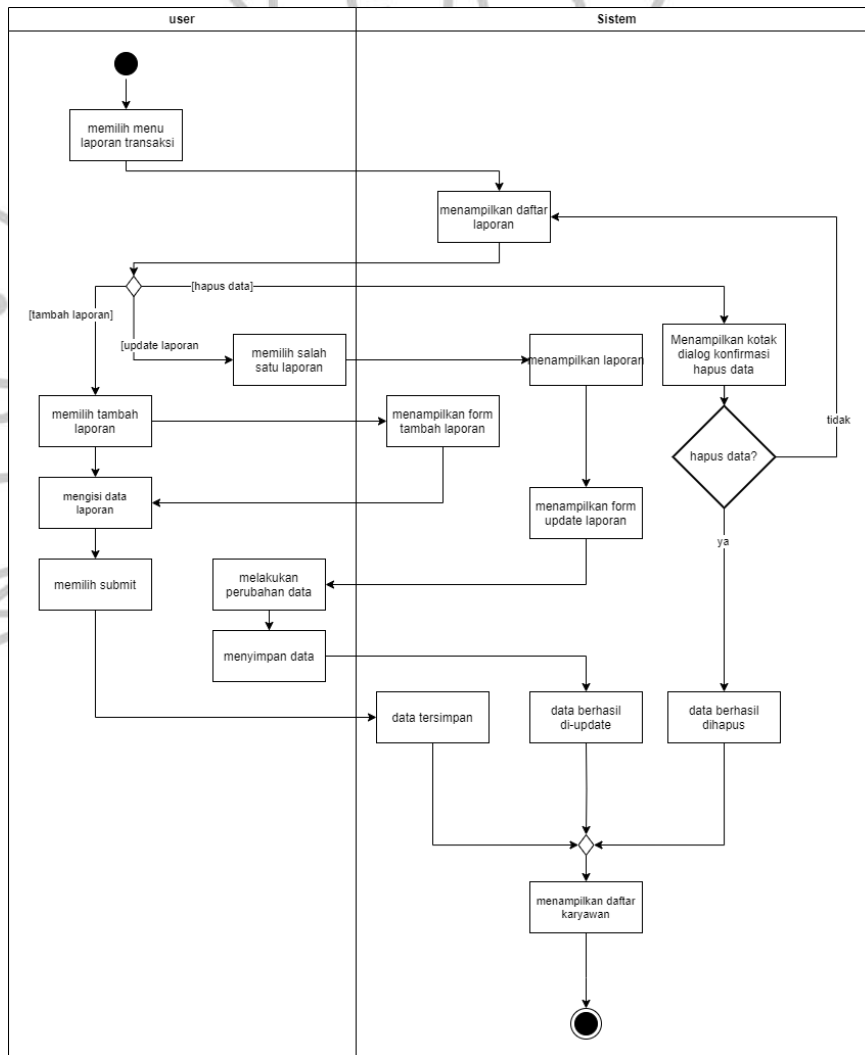 user
Sistem
memilih menu
laporan transaksi
menampilkan daftar
laporan
[hapus data]
[tambah laporan]
[update laporan
memilih salah
satu laporan
menampilkan laporan
Menampilkan kotak
dialog konfirmasi
hapus data
memilih tambah
laporan
menampilkan form
tambah laporan
tidak
hapus data?
mengisi data
laporan
menampilkan form
update laporan
ya
memilih submit
melakukan
perubahan data
menyimpan data
data tersimpan
data berhasil
di-update
data berhasil
dihapus
menampilkan daftar
karyawan